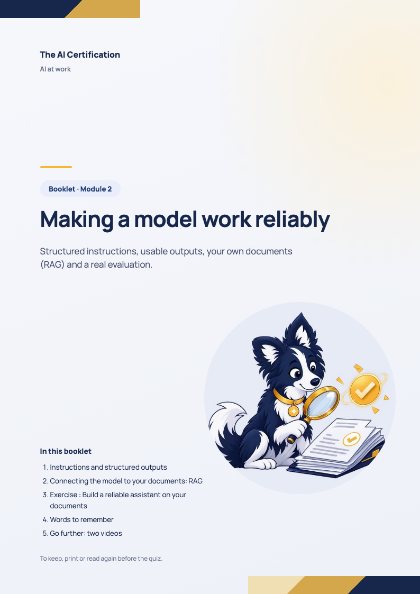 The AI Certification
AI at work
Booklet · Module 2
Making a model work reliably
Structured instructions, usable outputs, your own documents
(RAG) and a real evaluation.
In this booklet
1. Instructions and structured outputs
2. Connecting the model to your documents: RAG
3. Exercise : Build a reliable assistant on your
documents
4. Words to remember
5. Go further: two videos
To keep, print or read again before the quiz.